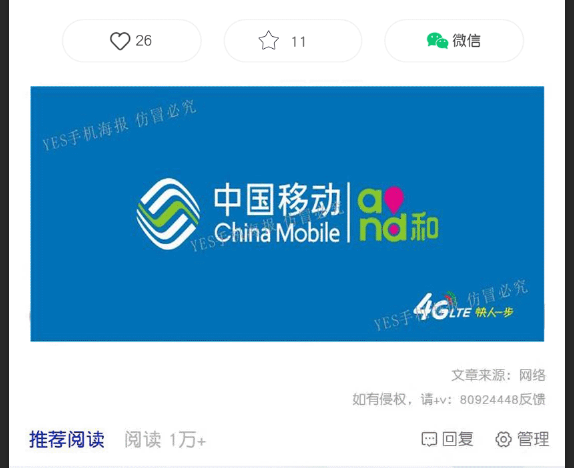 26
11
微信
YES手机海报 仿冒必究
中国移动
China Mobile
and和
YES手机海报 仿冒必究
4G LTE 快人一步
YES手机海报 仿冒必究
文章来源：网络
如有侵权，请+v：80924448反馈
推荐阅读 阅读 1万+
回复 管理